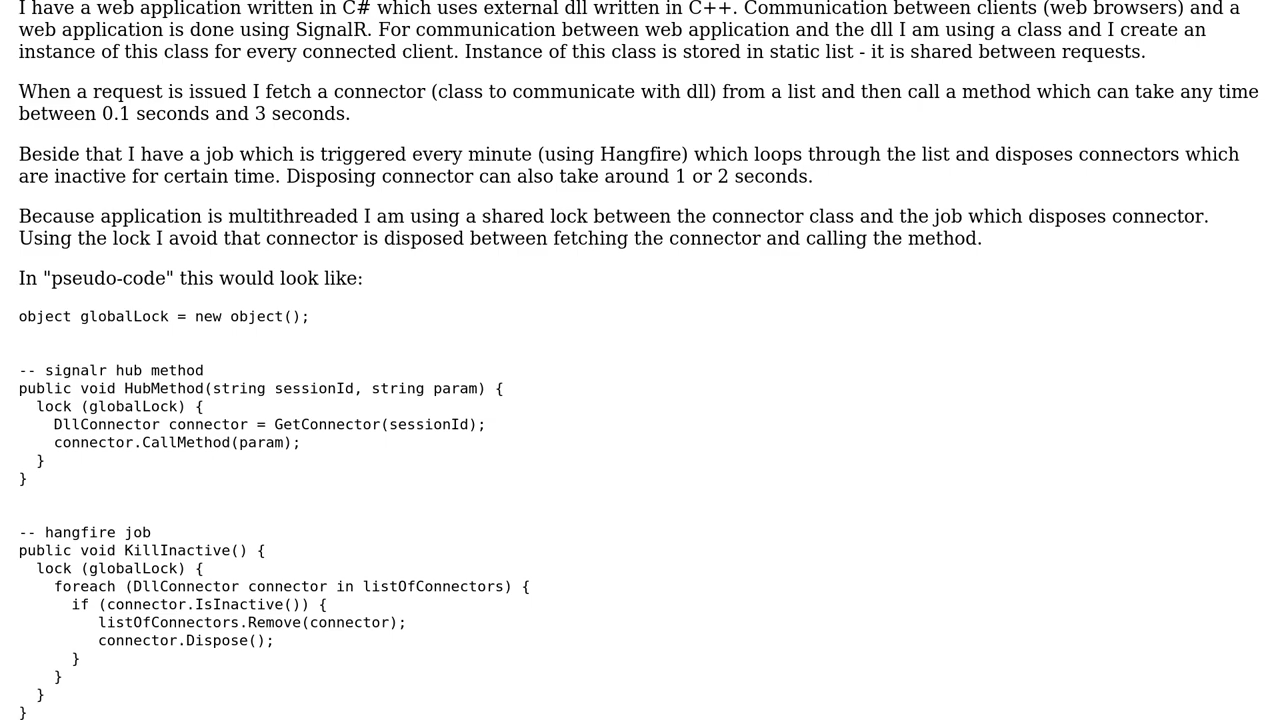 I have a web application written in C# which uses external dll written in C++. Communication between clients (web browsers) and a
web application is done using SignalR. For communication between web application and the dll I am using a class and I create an
instance of this class for every connected client. Instance of this class is stored in static list - it is shared between requests.
When a request is issued I fetch a connector (class to communicate with dll) from a list and then call a method which can take any time
between 0.1 seconds and 3 seconds.
Beside that I have a job which is triggered every minute (using Hangfire) which loops through the list and disposes connectors which
are inactive for certain time. Disposing connector can also take around 1 or 2 seconds.
Because application is multithreaded I am using a shared lock between the connector class and the job which disposes connector.
Using the lock I avoid that connector is disposed between fetching the connector and calling the method.
In "pseudo-code" this would look like:
object globalLock = new object();
-- signalr hub method
public void HubMethod(string sessionId, string param) {
  lock (globalLock) {
    DllConnector connector = GetConnector(sessionId);
    connector.CallMethod(param);
  }
}
-- hangfire job
public void KillInactive() {
  lock (globalLock) {
    foreach (DllConnector connector in listOfConnectors) {
      if (connector.IsInactive()) {
         listOfConnectors.Remove(connector);
         connector.Dispose();
      }
    }
  }
}